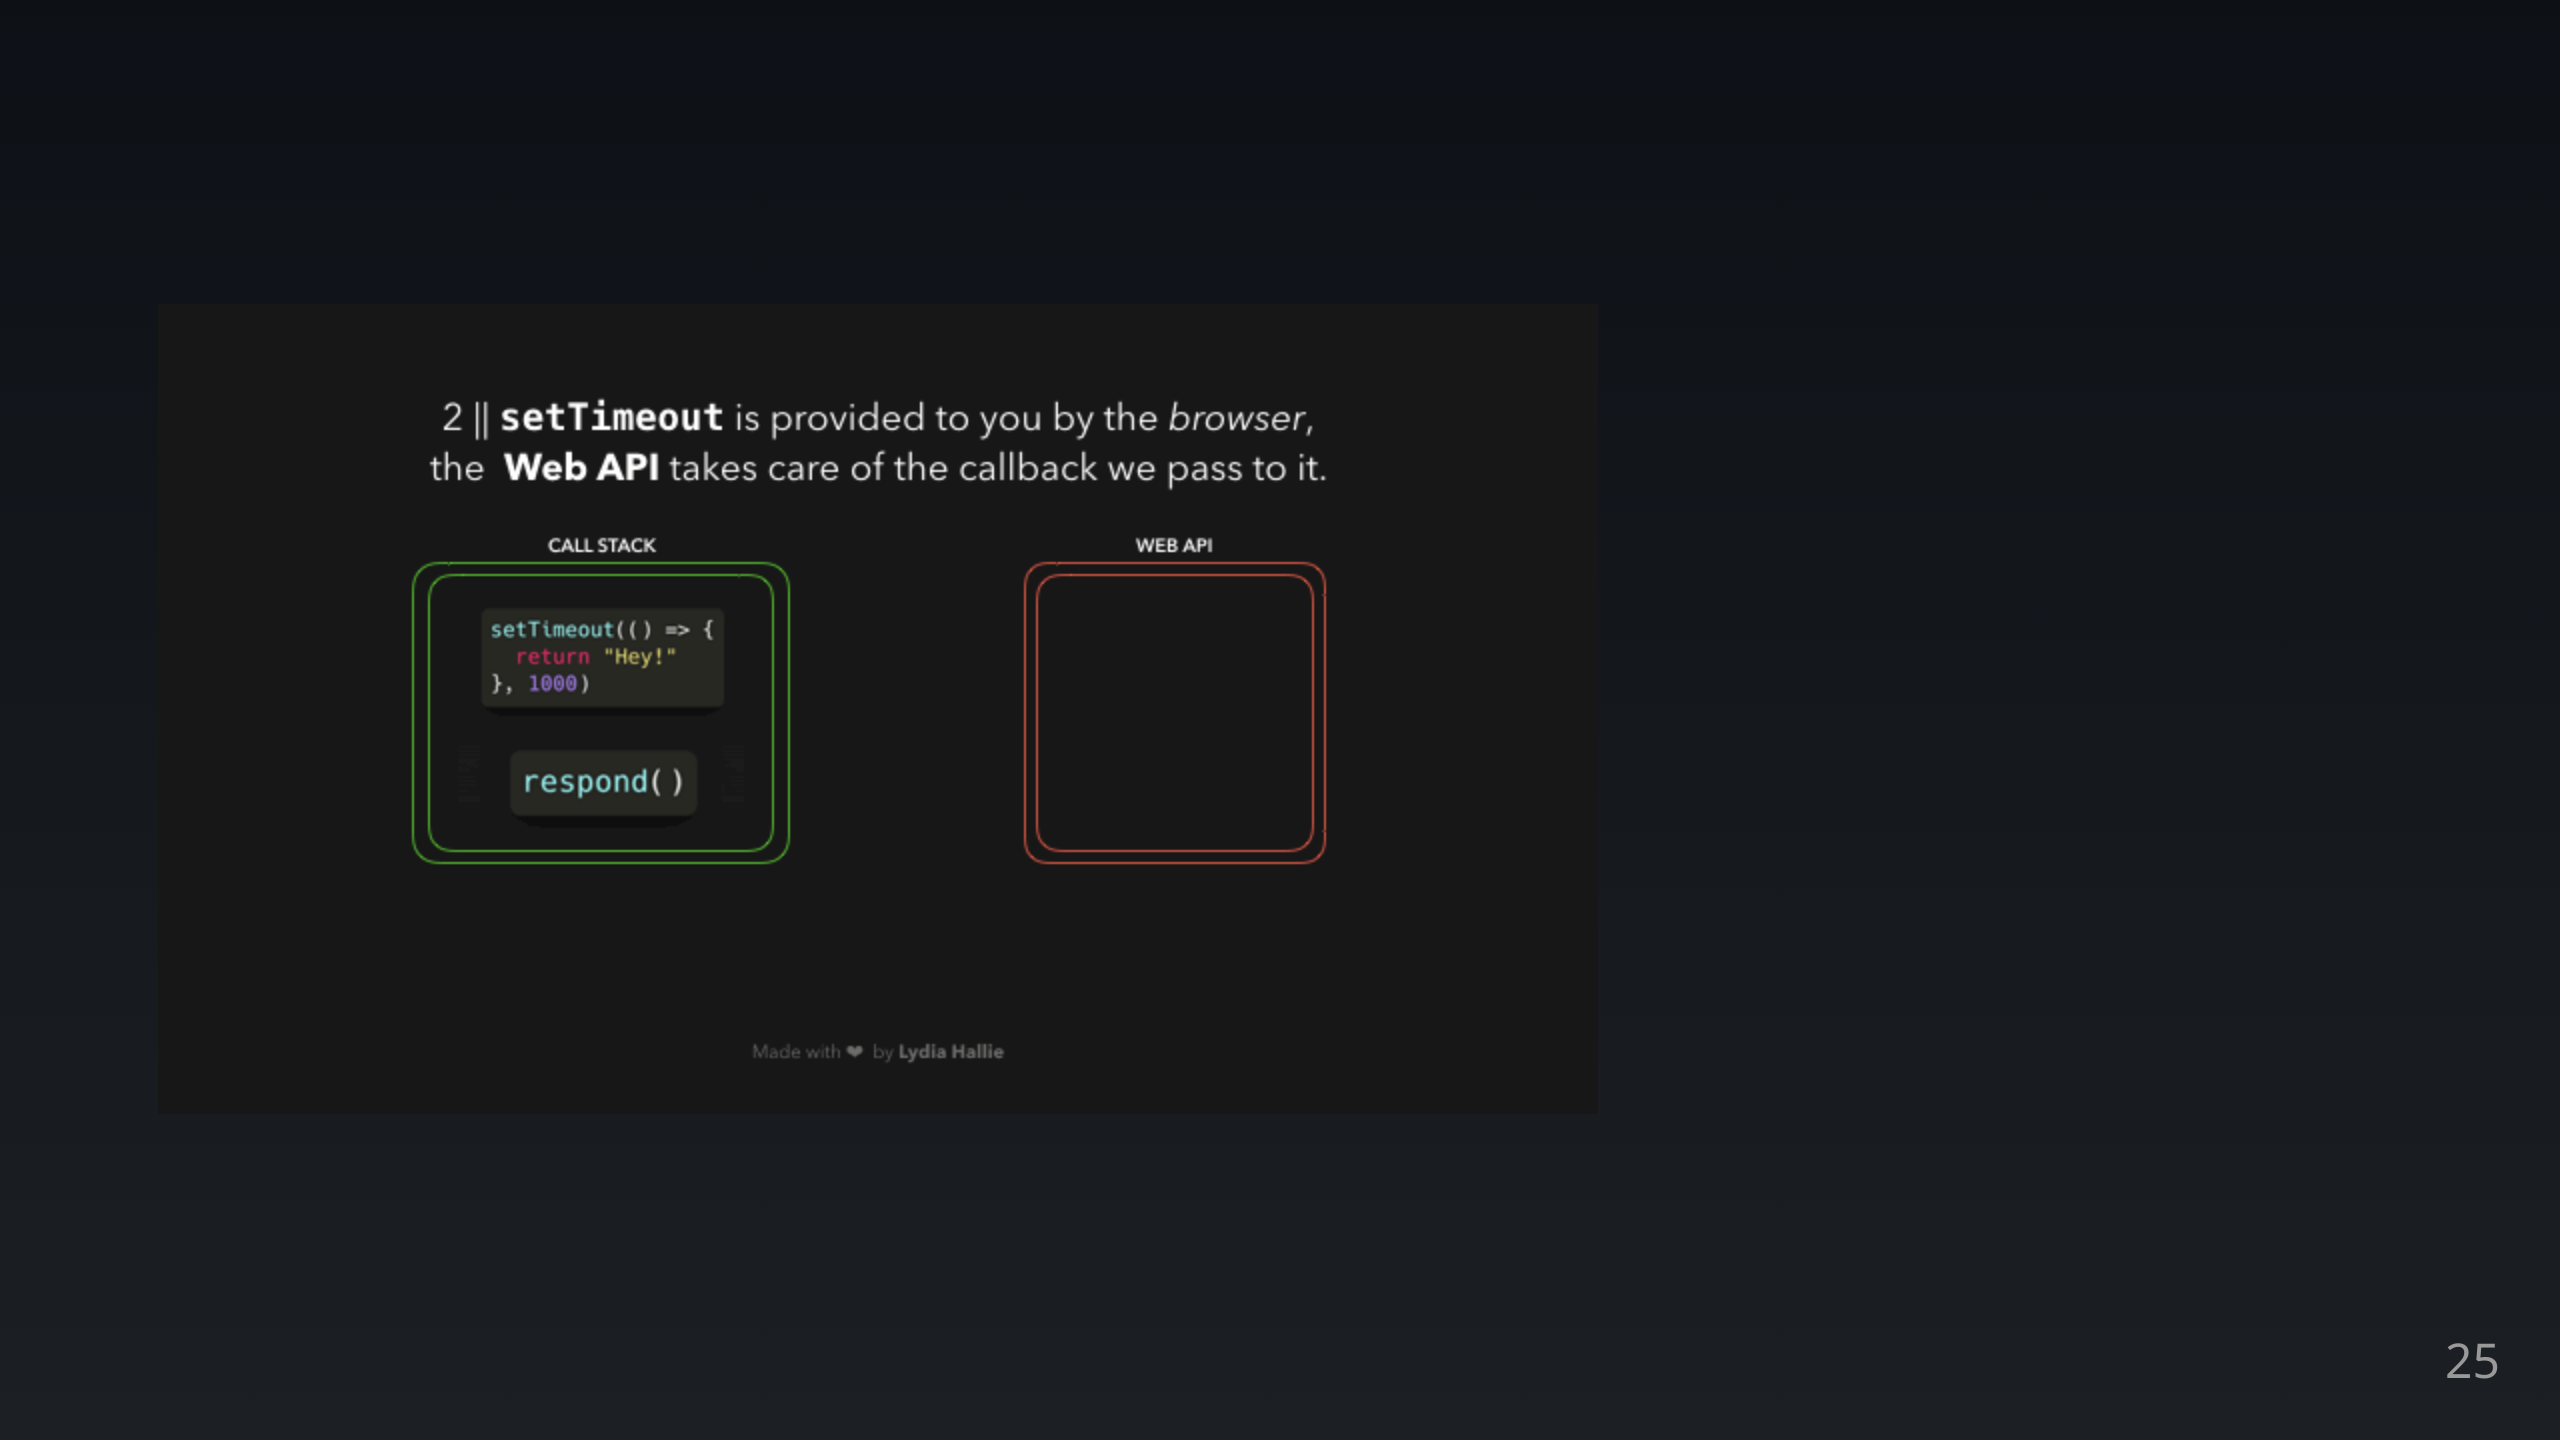 2 || setTimeout is provided to you by the browser,
the Web API takes care of the callback we pass to it.
CALL STACK
WEB API
setTimeout(() => {
return "Hey!"
}, 1000)
respond()
Made with ❤ by Lydia Hallie
25